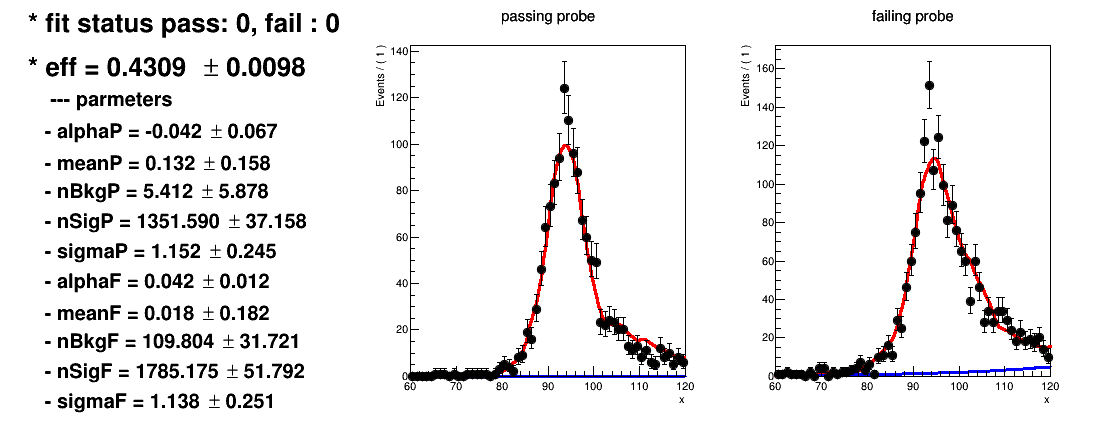 * fit status pass: 0, fail : 0
* eff = 0.4309 ± 0.0098
--- parmeters
- alphaP = -0.042 ± 0.067
- meanP = 0.132 ± 0.158
- nBkgP = 5.412 ± 5.878
- nSigP = 1351.590 ± 37.158
- sigmaP = 1.152 ± 0.245
- alphaF = 0.042 ± 0.012
- meanF = 0.018 ± 0.182
- nBkgF = 109.804 ± 31.721
- nSigF = 1785.175 ± 51.792
- sigmaF = 1.138 ± 0.251
passing probe
Events / ( 1 )
140
120
100
80
60
40
20
0
60 70 80 90 100 110 120
x
failing probe
Events / ( 1 )
160
140
120
100
80
60
40
20
0
60 70 80 90 100 110 120
x